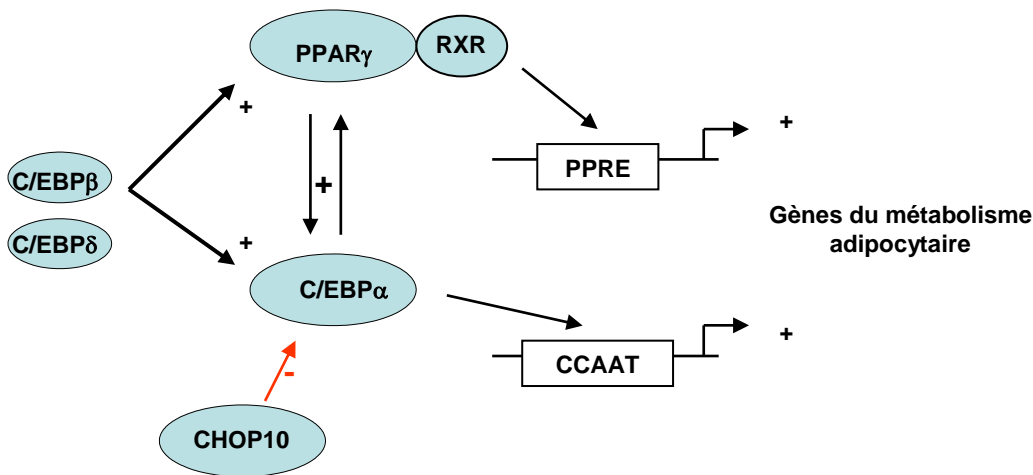 PPARγ
RXR
+
+
PPRE
C/EBPβ
+
C/EBPδ
Gènes du métabolisme
adipocytaire
+
C/EBPα
+
CCAAT
-
CHOP10